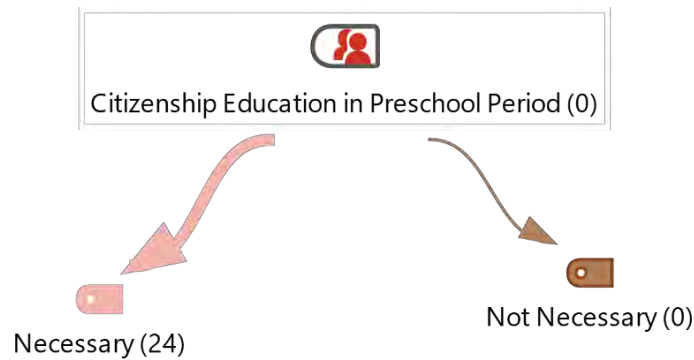 Citizenship Education in Preschool Period (0)
Necessary (24)
Not Necessary (0)